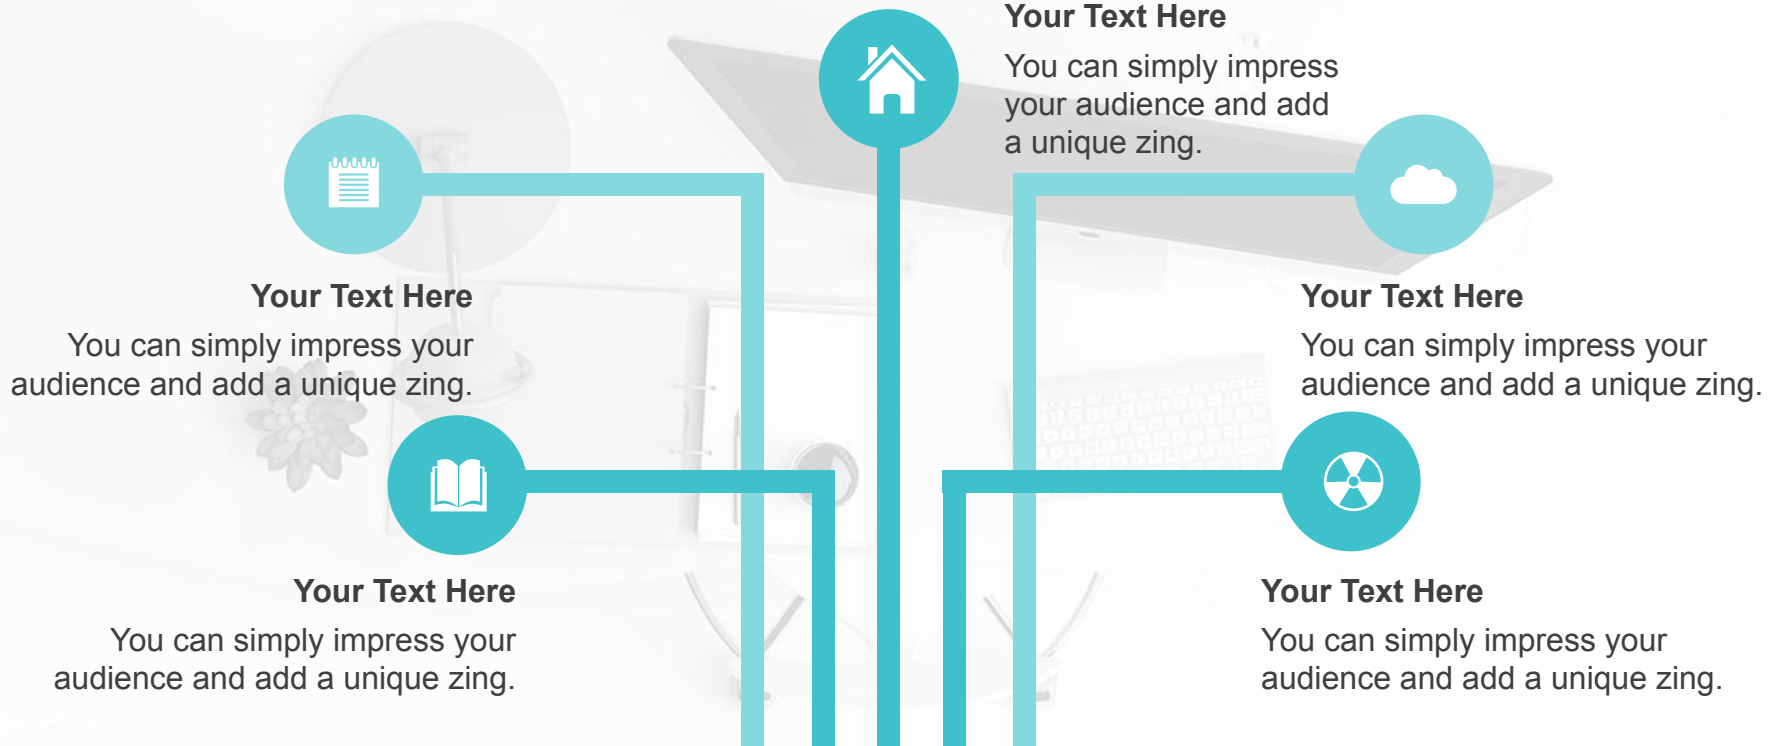 Your Text Here
You can simply impress
your audience and add
a unique zing.
Your Text Here
You can simply impress your
audience and add a unique zing.
Your Text Here
You can simply impress your
audience and add a unique zing.
Your Text Here
You can simply impress your
audience and add a unique zing.
Your Text Here
You can simply impress your
audience and add a unique zing.